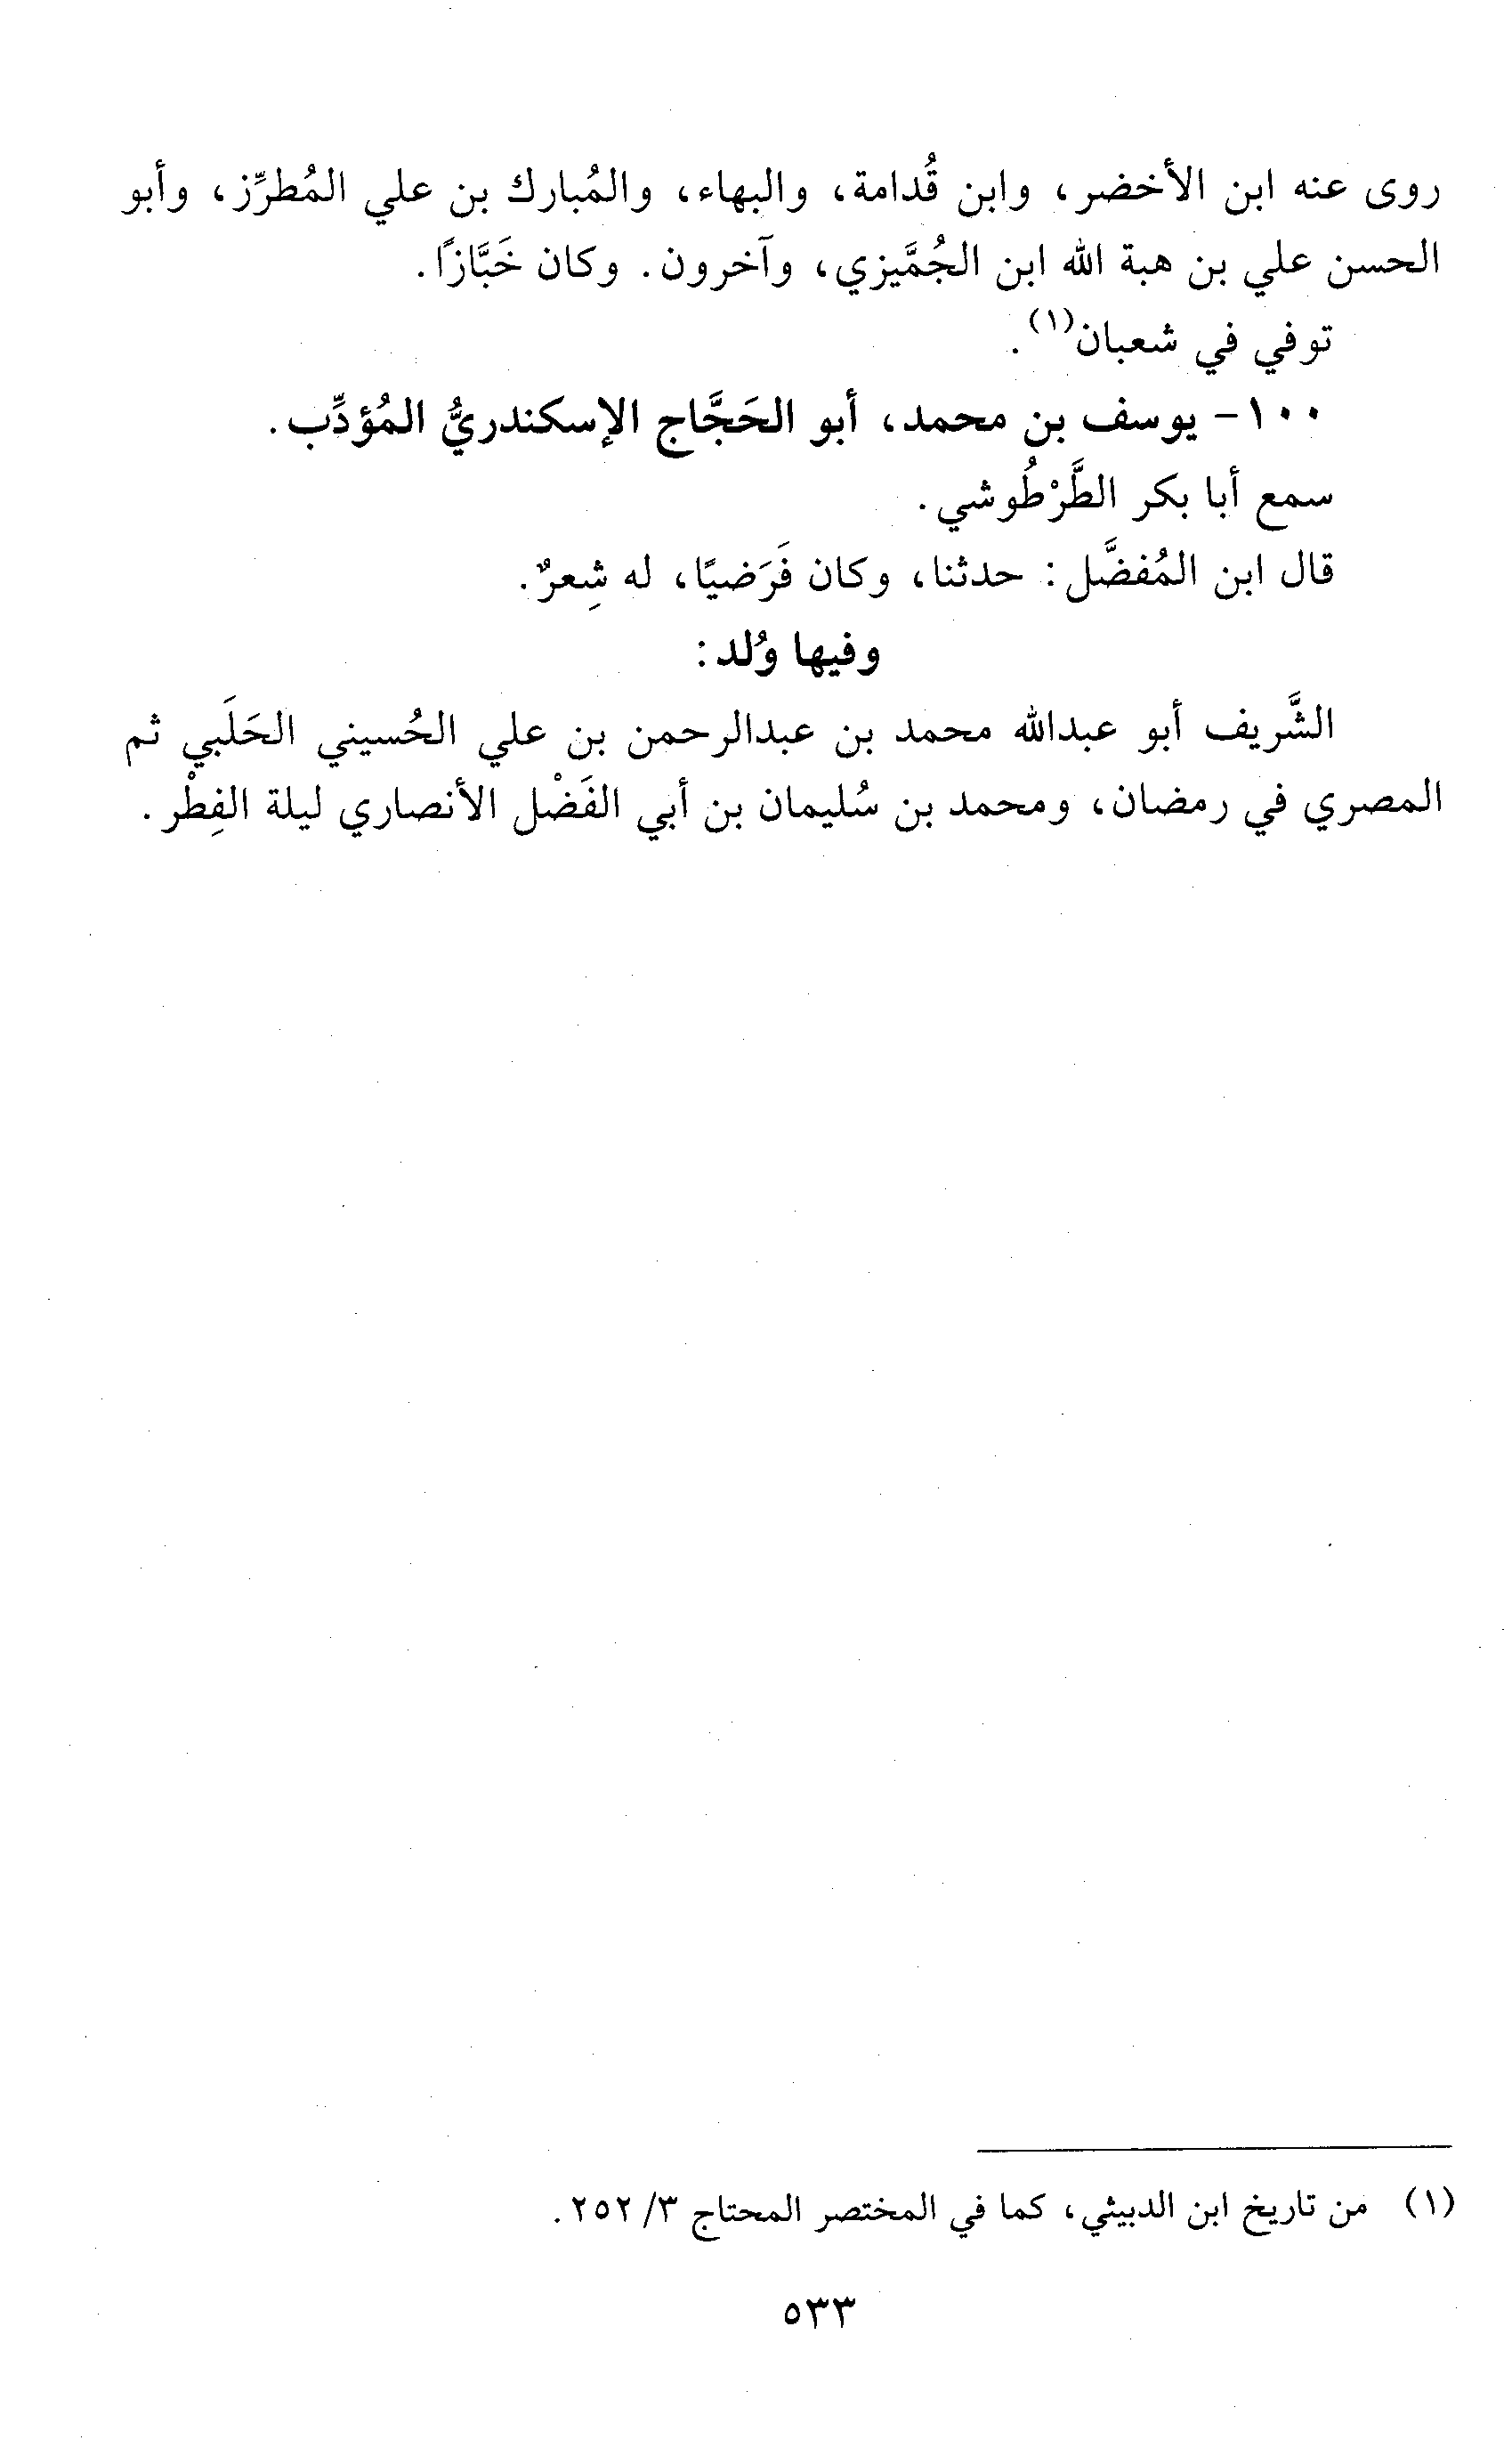 روى عنه ابن الأخضر، وابن قُدامة، والبهاء، والمُبارك بن علي المُطرِّز، وأبو
الحسن علي بن هبة الله ابن الجُمَّيزي، وآخرون. وكان خَبَّازًا.
توفي في شعبان(١).
١٠٠- يوسف بن محمد، أبو الحَجَّاج الإسكندريُّ المُؤدِّب.
سمع أبا بكر الطَّرْطُوشي.
قال ابن المُفضَّل: حدثنا، وكان فَرَضيًا، له شِعرٌ.
وفيها وُلد:
الشَّريف أبو عبدالله محمد بن عبدالرحمن بن علي الحُسيني الحَلَبي ثم
المصري في رمضان، ومحمد بن سُليمان بن أبي الفَضْل الأنصاري ليلة الفِطْر.
(١) من تاريخ ابن الدبيثي، كما في المختصر المحتاج ٣/ ٢٥٢.
٥٣٣